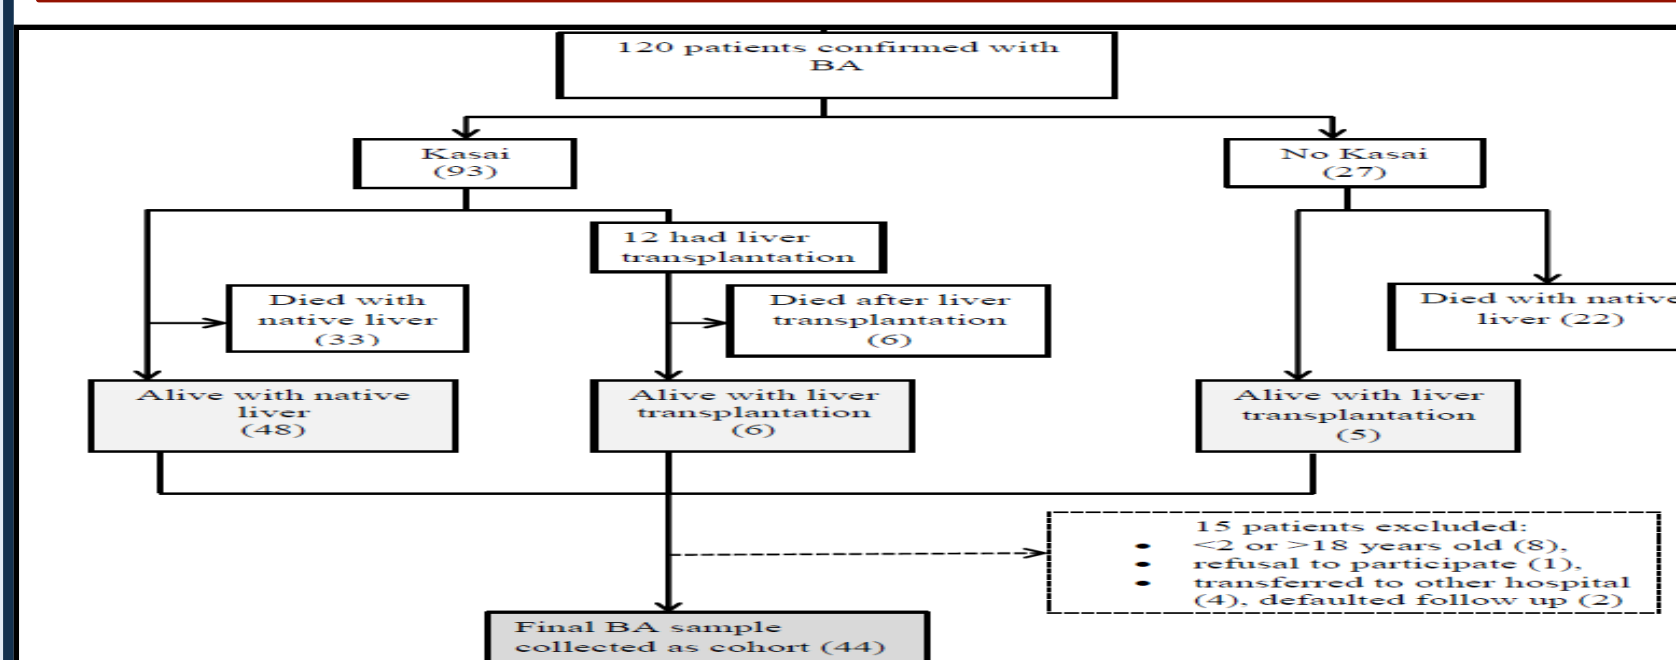 120 patients confirmed with
BA
Kasai
(93)
No Kasai
(27)
12 had liver
transplantation
Died with
native liver
(33)
Died after liver
transplantation
(6)
Died with native
liver (22)
Alive with native
liver
(48)
Alive with liver
transplantation
(6)
Alive with liver
transplantation
(5)
15 patients excluded:
• <2 or >18 years old (8),
• refusal to participate (1),
• transferred to other hospital
(4), defaulted follow up (2)
Final BA sample
collected as cohort (44)